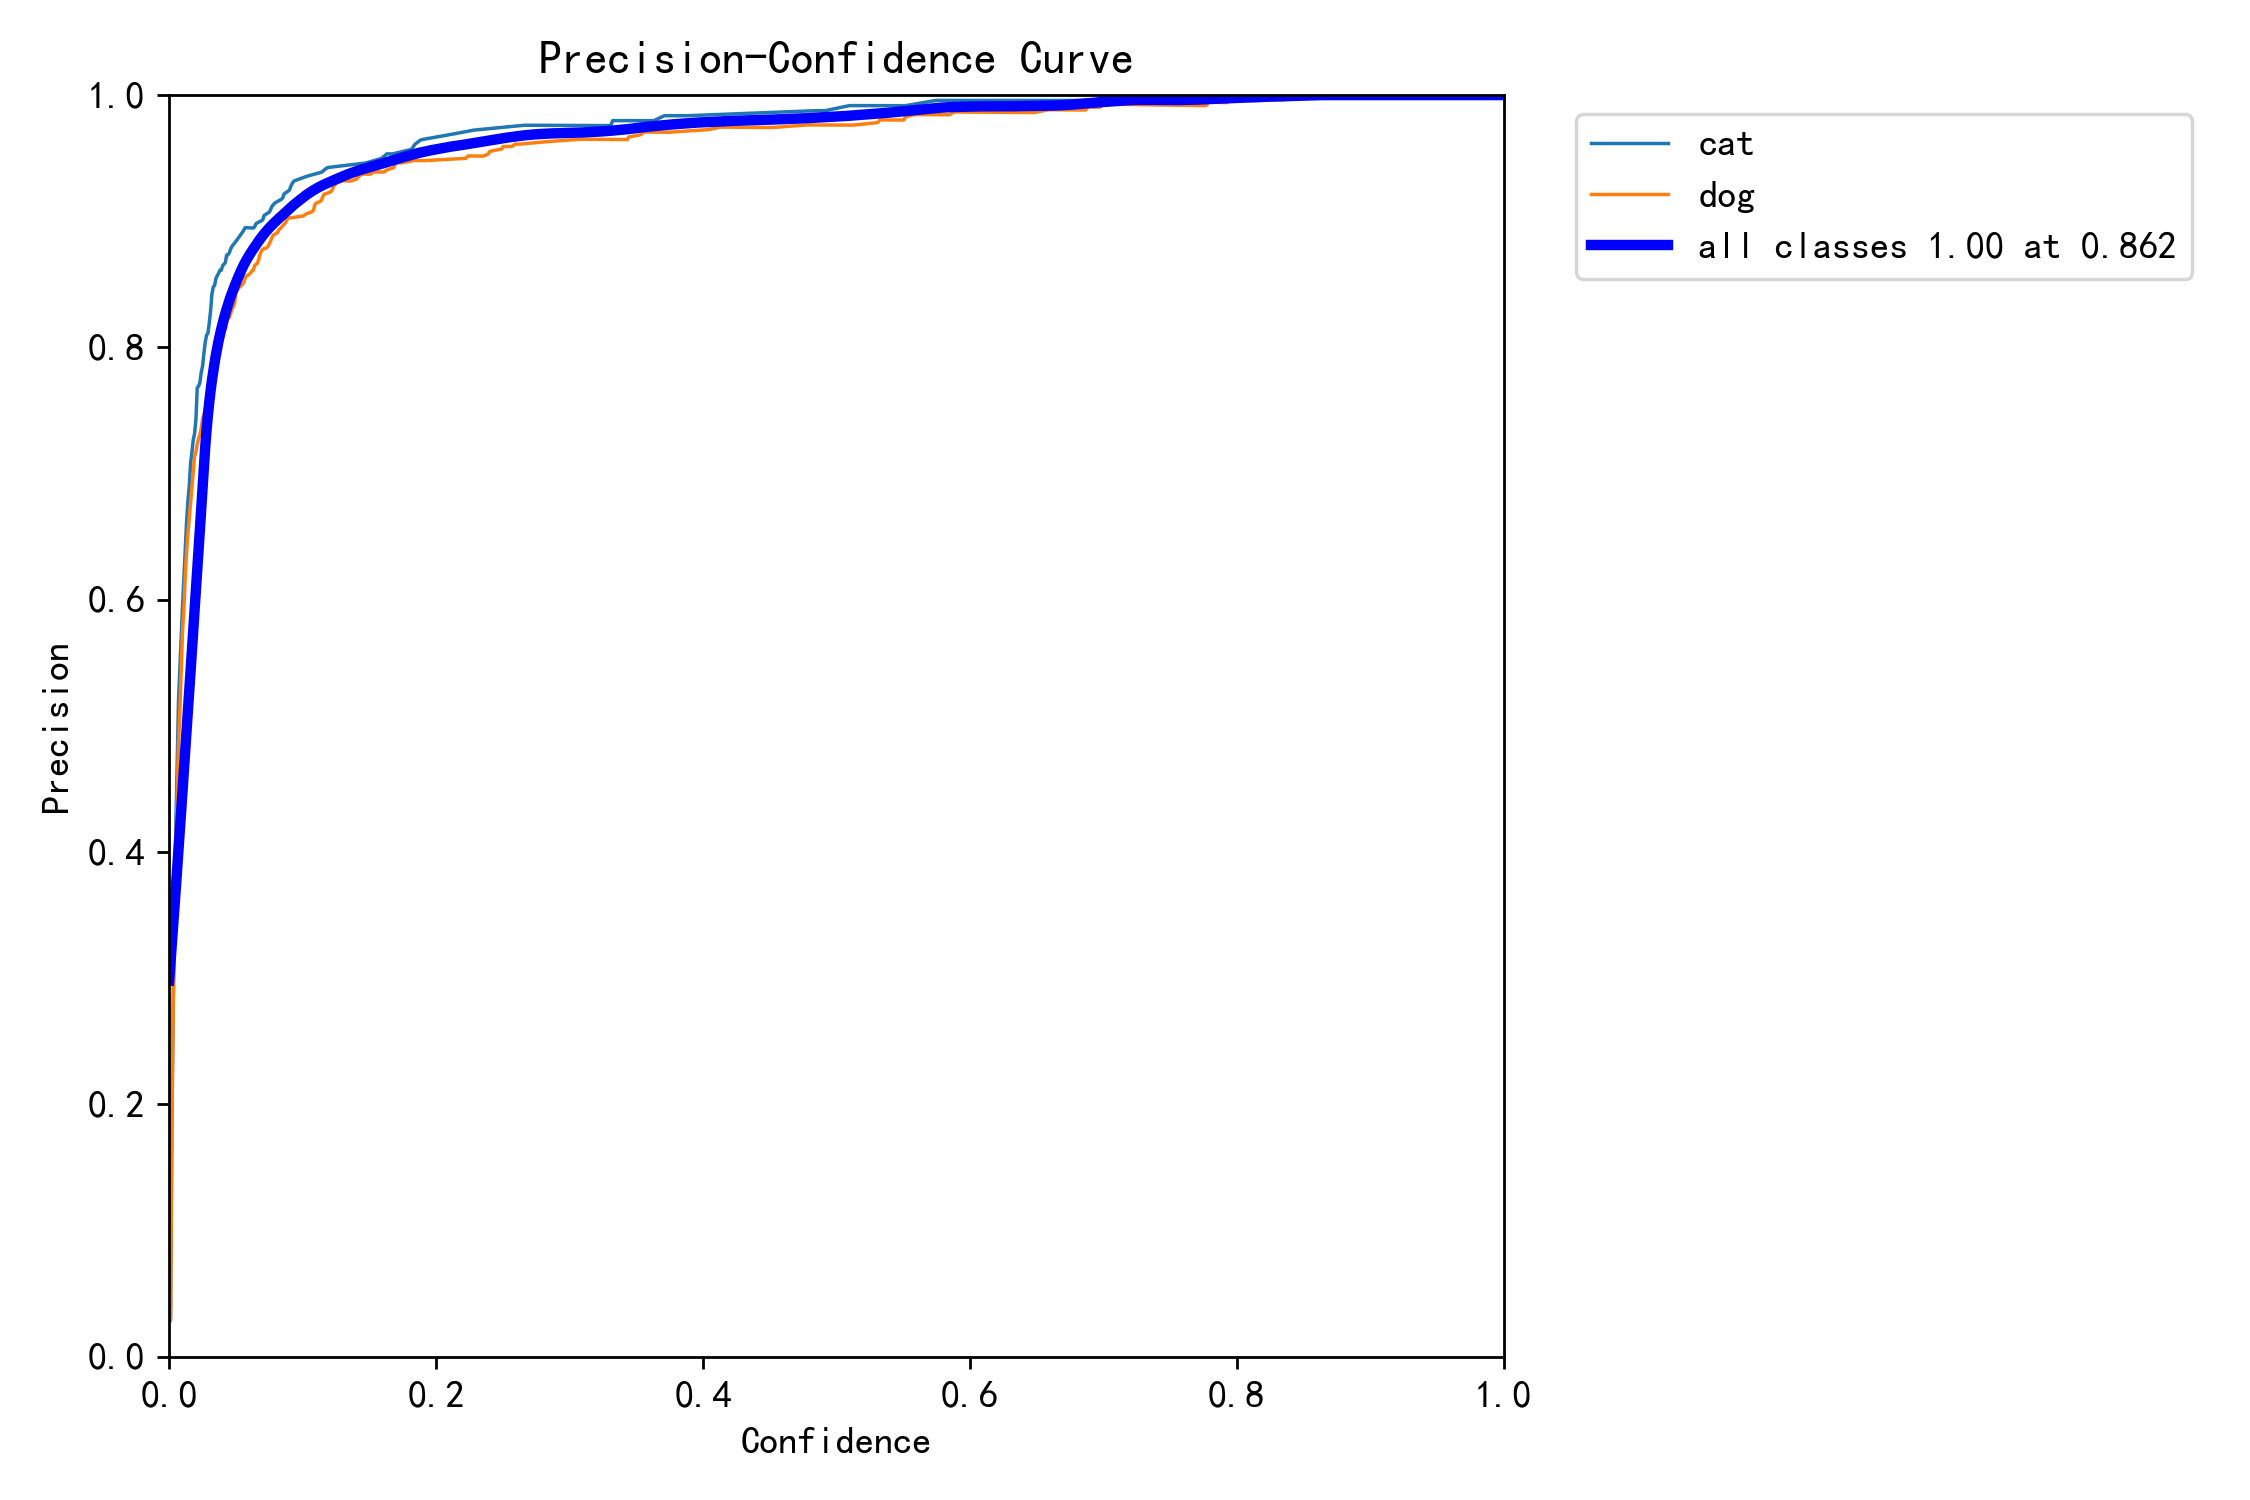 Precision-Confidence Curve
1.0
0.8
0.6
0.4
0.2
0.0
Precision
0.0 0.2 0.4 0.6 0.8 1.0
Confidence
cat
dog
all classes 1.00 at 0.862